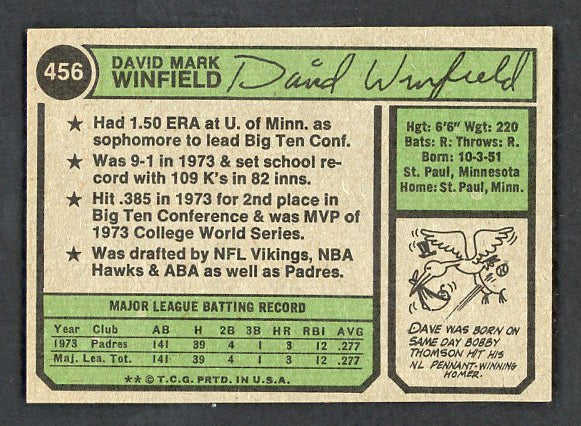 456
DAVID MARK
WINFIELD
David Winfield
★ Had 1.50 ERA at U. of Minn. as
sophomore to lead Big Ten Conf.
★ Was 9-1 in 1973 & set school re-
cord with 109 K's in 82 inns.
★ Hit .385 in 1973 for 2nd place in
Big Ten Conference & was MVP of
1973 College World Series.
★ Was drafted by NFL Vikings, NBA
Hawks & ABA as well as Padres.
MAJOR LEAGUE BATTING RECORD
Year Club AB H 2B 3B HR RBI AVG
1973 Padres 141 39 4 1 3 12 .277
Maj. Lea. Tot. 141 39 4 1 3 12 .277
** © T.C.G. PRTD. IN U.S.A.
Hgt: 6'6" Wgt: 220
Bats: R: Throws: R.
Born: 10-3-51
St. Paul, Minnesota
Home: St. Paul, Minn.
DAVE WAS BORN ON
SAME DAY BOBBY
THOMSON HIT HIS
NL PENNANT-WINNING
HOMER.